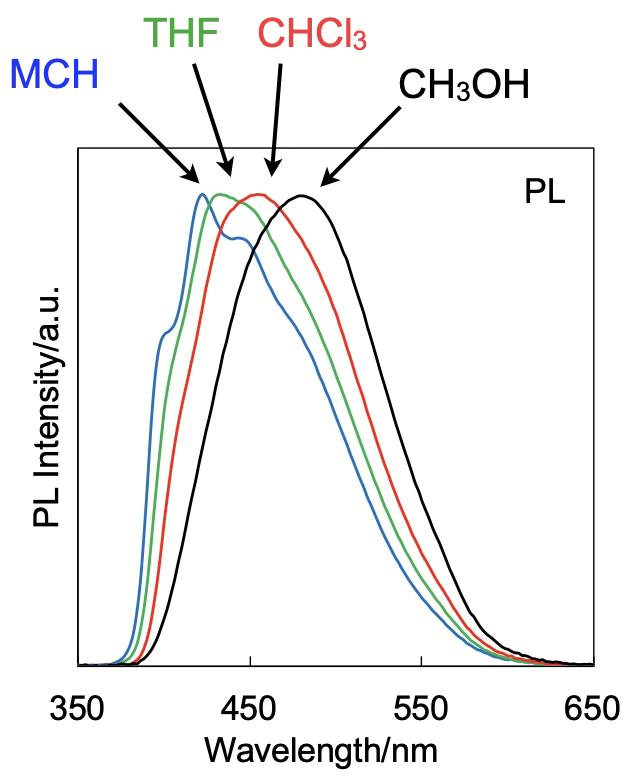 THF CHCl3
MCH
CH3OH
PL
PL Intensity/a.u.
350 450 550 650
Wavelength/nm